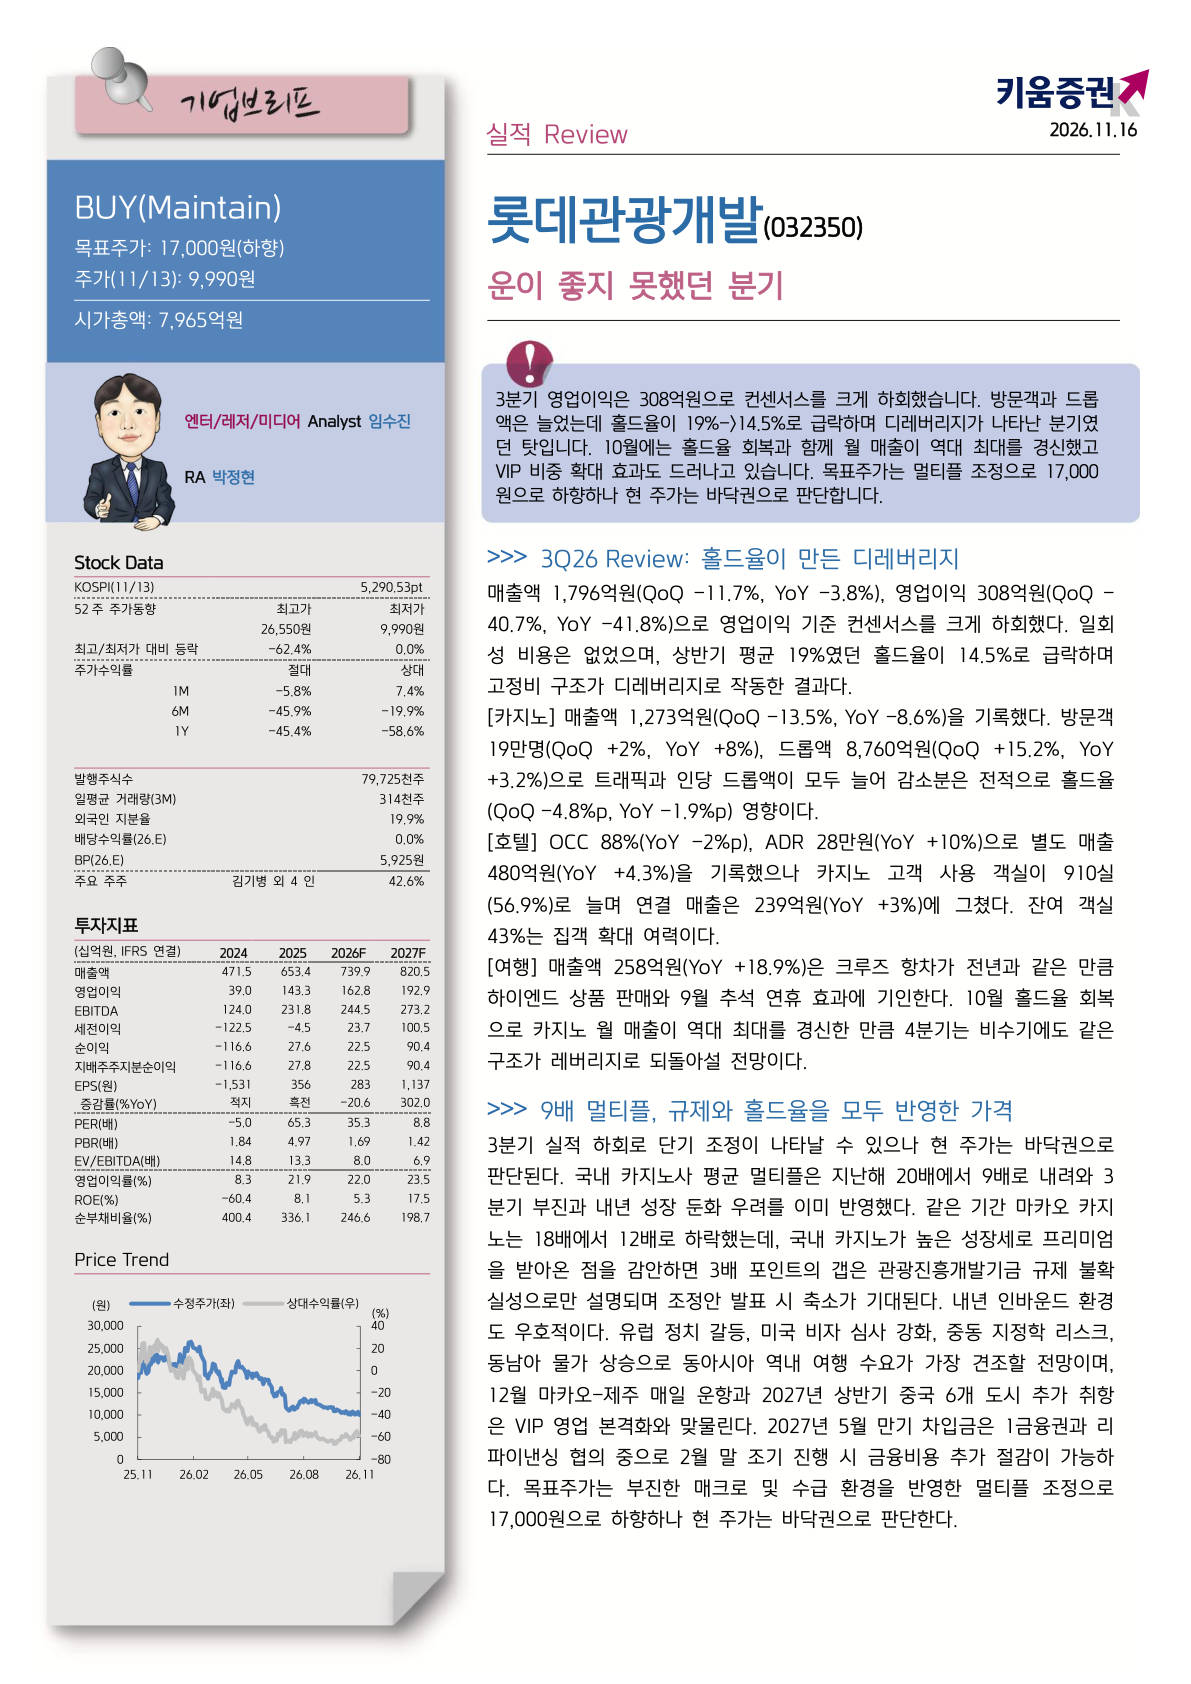 기업브리프
키움증권
2026.11.16
실적 Review
BUY(Maintain)
목표주가: 17,000원(하향)
주가(11/13): 9,990원
시가총액: 7,965억원
엔터/레저/미디어 Analyst 임수진
RA 박정현
Stock Data
KOSPI(11/13) 5,290.53pt
52주 주가동향 최고가 최저가
26,550원 9,990원
최고/최저가 대비 등락 -62.4% 0.0%
주가수익률 절대 상대
1M -5.8% 7.4%
6M -45.9% -19.9%
1Y -45.4% -58.6%
발행주식수 79,725천주
일평균 거래량(3M) 314천주
외국인 지분율 19.9%
배당수익률(26.E) 0.0%
BP(26.E) 5,925원
주요 주주 김기병 외 4 인 42.6%
투자지표
(십억원, IFRS 연결) 2024 2025 2026F 2027F
매출액 471.5 653.4 739.9 820.5
영업이익 39.0 143.3 162.8 192.9
EBITDA 124.0 231.8 244.5 273.2
세전이익 -122.5 -4.5 23.7 100.5
순이익 -116.6 27.6 22.5 90.4
지배주주지분순이익 -116.6 27.8 22.5 90.4
EPS(원) -1,531 356 283 1,137
증감률(%YoY) 적지 흑전 -20.6 302.0
PER(배) -5.0 65.3 35.3 8.8
PBR(배) 1.84 4.97 1.69 1.42
EV/EBITDA(배) 14.8 13.3 8.0 6.9
영업이익률(%) 8.3 21.9 22.0 23.5
ROE(%) -60.4 8.1 5.3 17.5
순부채비율(%) 400.4 336.1 246.6 198.7
Price Trend
(원) 수정주가(좌) 상대수익률(우) (%)
30,000 40
25,000 20
20,000 0
15,000 -20
10,000 -40
5,000 -60
0 -80
25.11 26.02 26.05 26.08 26.11
롯데관광개발(032350)
운이 좋지 못했던 분기
3분기 영업이익은 308억원으로 컨센서스를 크게 하회했습니다. 방문객과 드롭
액은 늘었는데 홀드율이 19%->14.5%로 급락하며 디레버리지가 나타난 분기였
던 탓입니다. 10월에는 홀드율 회복과 함께 월 매출이 역대 최대를 경신했고
VIP 비중 확대 효과도 드러나고 있습니다. 목표주가는 멀티플 조정으로 17,000
원으로 하향하나 현 주가는 바닥권으로 판단합니다.
>>> 3Q26 Review: 홀드율이 만든 디레버리지
매출액 1,796억원(QoQ -11.7%, YoY -3.8%), 영업이익 308억원(QoQ -
40.7%, YoY -41.8%)으로 영업이익 기준 컨센서스를 크게 하회했다. 일회
성 비용은 없었으며, 상반기 평균 19%였던 홀드율이 14.5%로 급락하며
고정비 구조가 디레버리지로 작동한 결과다.
[카지노] 매출액 1,273억원(QoQ -13.5%, YoY -8.6%)을 기록했다. 방문객
19만명(QoQ +2%, YoY +8%), 드롭액 8,760억원(QoQ +15.2%, YoY
+3.2%)으로 트래픽과 인당 드롭액이 모두 늘어 감소분은 전적으로 홀드율
(QoQ -4.8%p, YoY -1.9%p) 영향이다.
[호텔] OCC 88%(YoY -2%p), ADR 28만원(YoY +10%)으로 별도 매출
480억원(YoY +4.3%)을 기록했으나 카지노 고객 사용 객실이 910실
(56.9%)로 늘며 연결 매출은 239억원(YoY +3%)에 그쳤다. 잔여 객실
43%는 집객 확대 여력이다.
[여행] 매출액 258억원(YoY +18.9%)은 크루즈 항차가 전년과 같은 만큼
하이엔드 상품 판매와 9월 추석 연휴 효과에 기인한다. 10월 홀드율 회복
으로 카지노 월 매출이 역대 최대를 경신한 만큼 4분기는 비수기에도 같은
구조가 레버리지로 되돌아설 전망이다.
>>> 9배 멀티플, 규제와 홀드율을 모두 반영한 가격
3분기 실적 하회로 단기 조정이 나타날 수 있으나 현 주가는 바닥권으로
판단된다. 국내 카지노사 평균 멀티플은 지난해 20배에서 9배로 내려와 3
분기 부진과 내년 성장 둔화 우려를 이미 반영했다. 같은 기간 마카오 카지
노는 18배에서 12배로 하락했는데, 국내 카지노가 높은 성장세로 프리미엄
을 받아온 점을 감안하면 3배 포인트의 갭은 관광진흥개발기금 규제 불확
실성으로만 설명되며 조정안 발표 시 축소가 기대된다. 내년 인바운드 환경
도 우호적이다. 유럽 정치 갈등, 미국 비자 심사 강화, 중동 지정학 리스크,
동남아 물가 상승으로 동아시아 역내 여행 수요가 가장 견조할 전망이며,
12월 마카오-제주 매일 운항과 2027년 상반기 중국 6개 도시 추가 취항
은 VIP 영업 본격화와 맞물린다. 2027년 5월 만기 차입금은 1금융권과 리
파이낸싱 협의 중으로 2월 말 조기 진행 시 금융비용 추가 절감이 가능하
다. 목표주가는 부진한 매크로 및 수급 환경을 반영한 멀티플 조정으로
17,000원으로 하향하나 현 주가는 바닥권으로 판단한다.